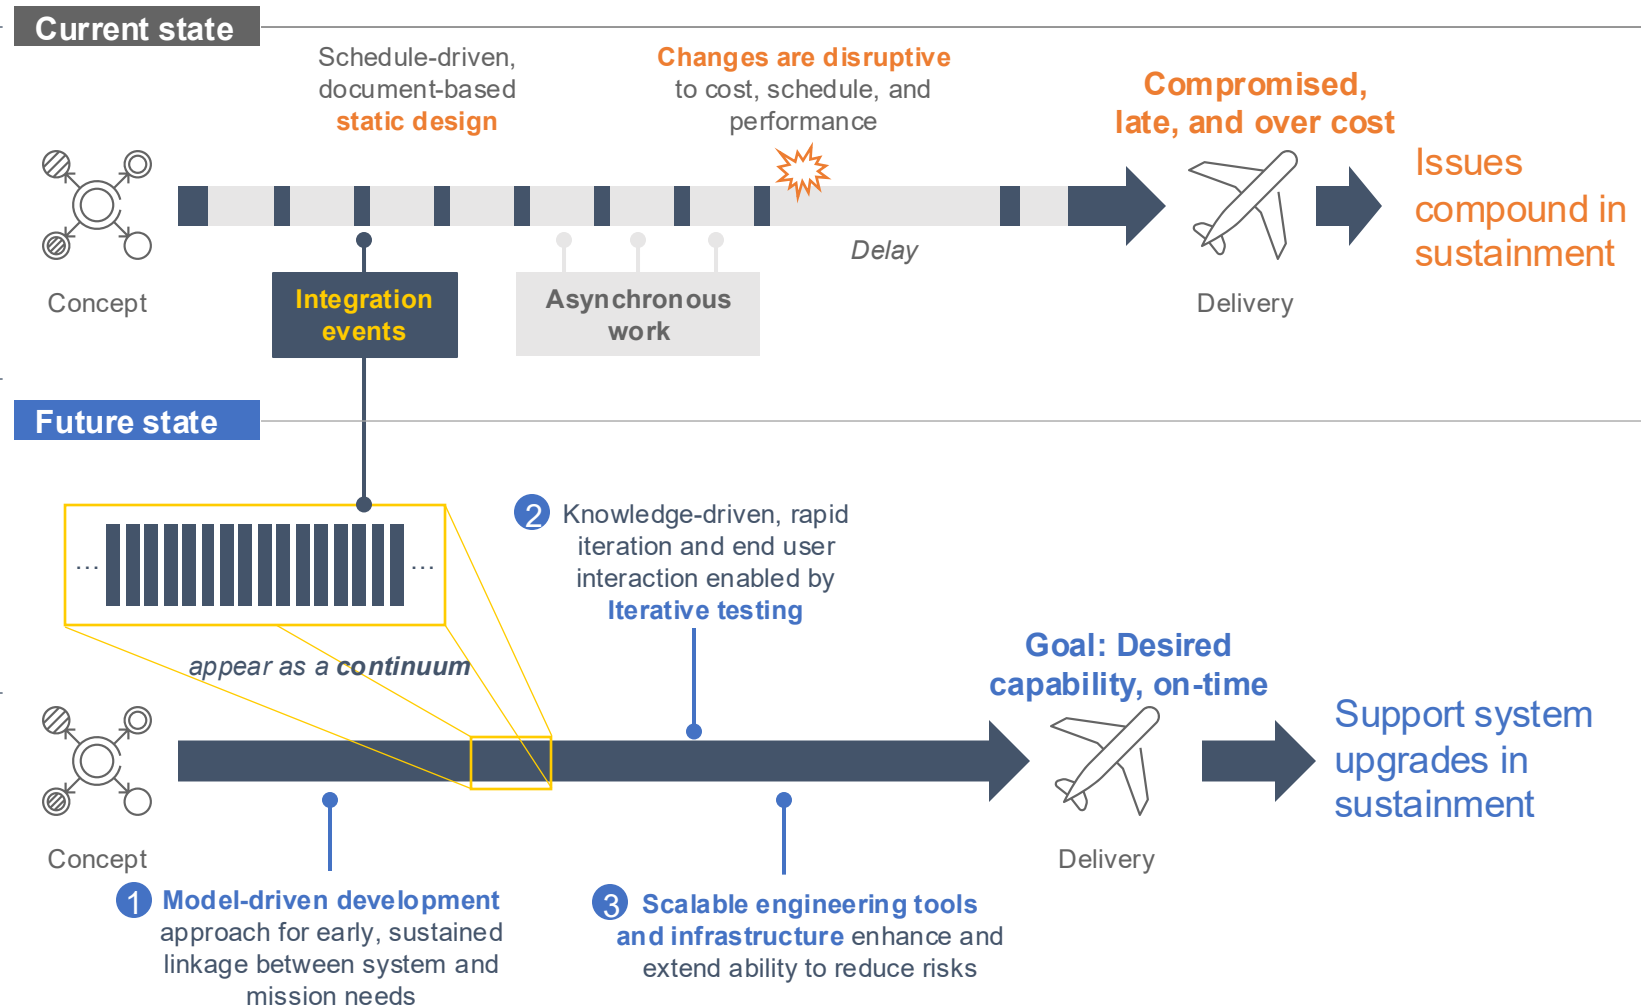 Current state
Schedule-driven,
document-based
static design
Changes are disruptive
to cost, schedule, and
performance
Compromised,
late, and over cost
Issues
compound in
sustainment
Delay
Concept
Integration
events
Asynchronous
work
Delivery
Future state
... ...
appear as a continuum
2 Knowledge-driven, rapid
iteration and end user
interaction enabled by
Iterative testing
Goal: Desired
capability, on-time
Support system
upgrades in
sustainment
Concept
Delivery
1 Model-driven development
approach for early, sustained
linkage between system and
mission needs
3 Scalable engineering tools
and infrastructure enhance and
extend ability to reduce risks